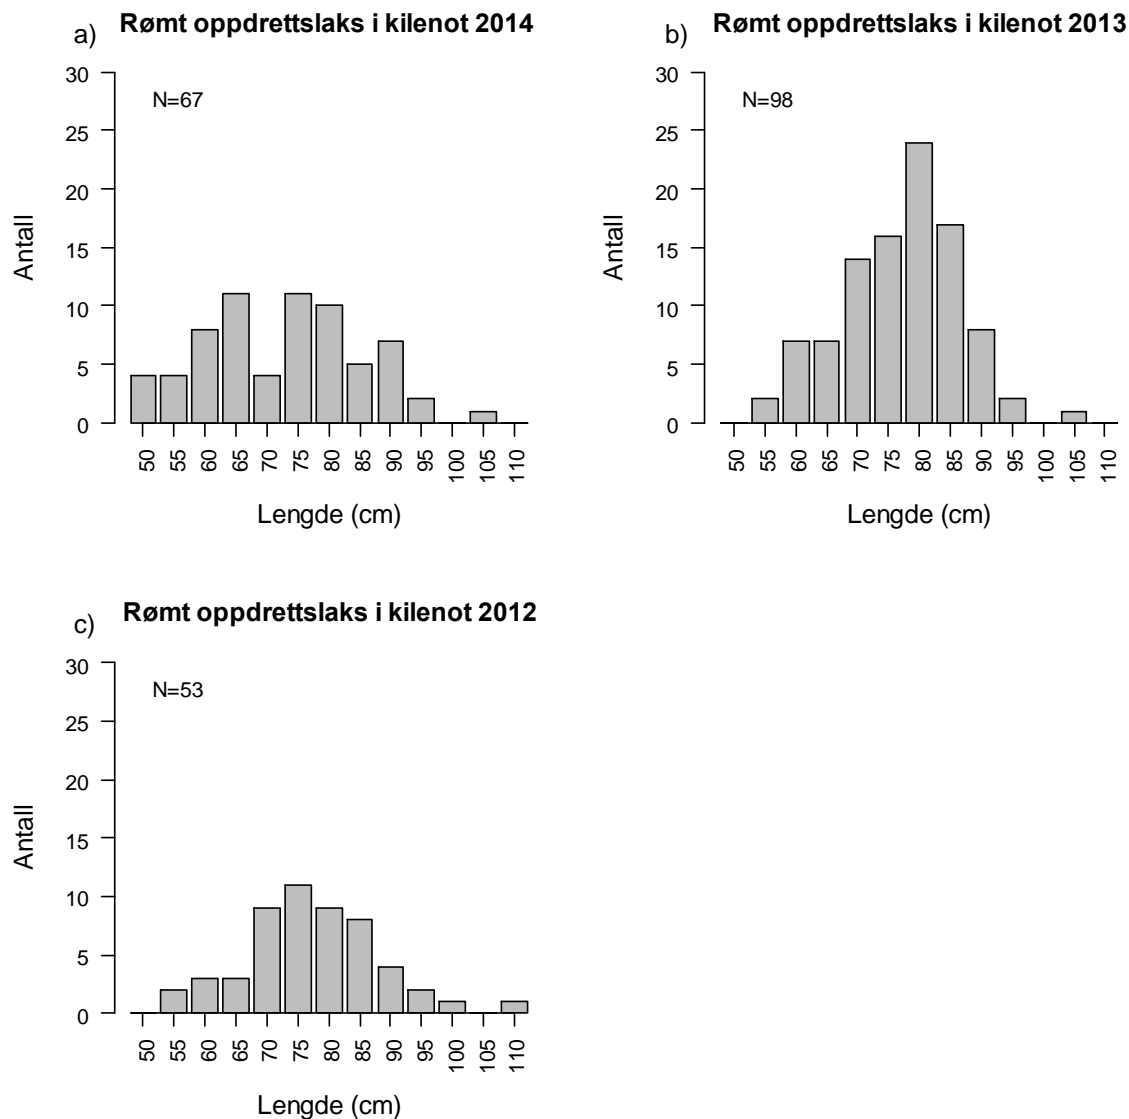 a) Rømt oppdrettslaks i kilenot 2014
N=67
Antall
30
25
20
15
10
5
0
50 55 60 65 70 75 80 85 90 95 100 105 110
Lengde (cm)
b) Rømt oppdrettslaks i kilenot 2013
N=98
Antall
30
25
20
15
10
5
0
50 55 60 65 70 75 80 85 90 95 100 105 110
Lengde (cm)
c) Rømt oppdrettslaks i kilenot 2012
N=53
Antall
30
25
20
15
10
5
0
50 55 60 65 70 75 80 85 90 95 100 105 110
Lengde (cm)